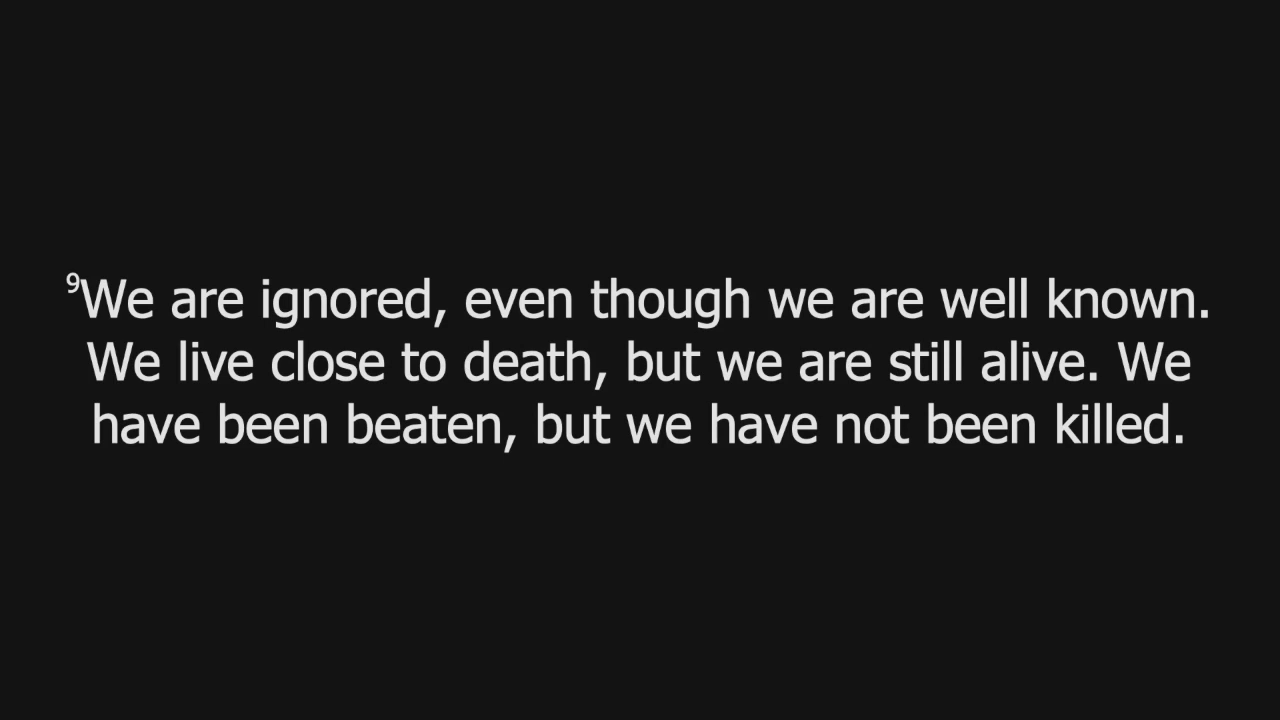 ⁹We are ignored, even though we are well known.
We live close to death, but we are still alive. We
have been beaten, but we have not been killed.